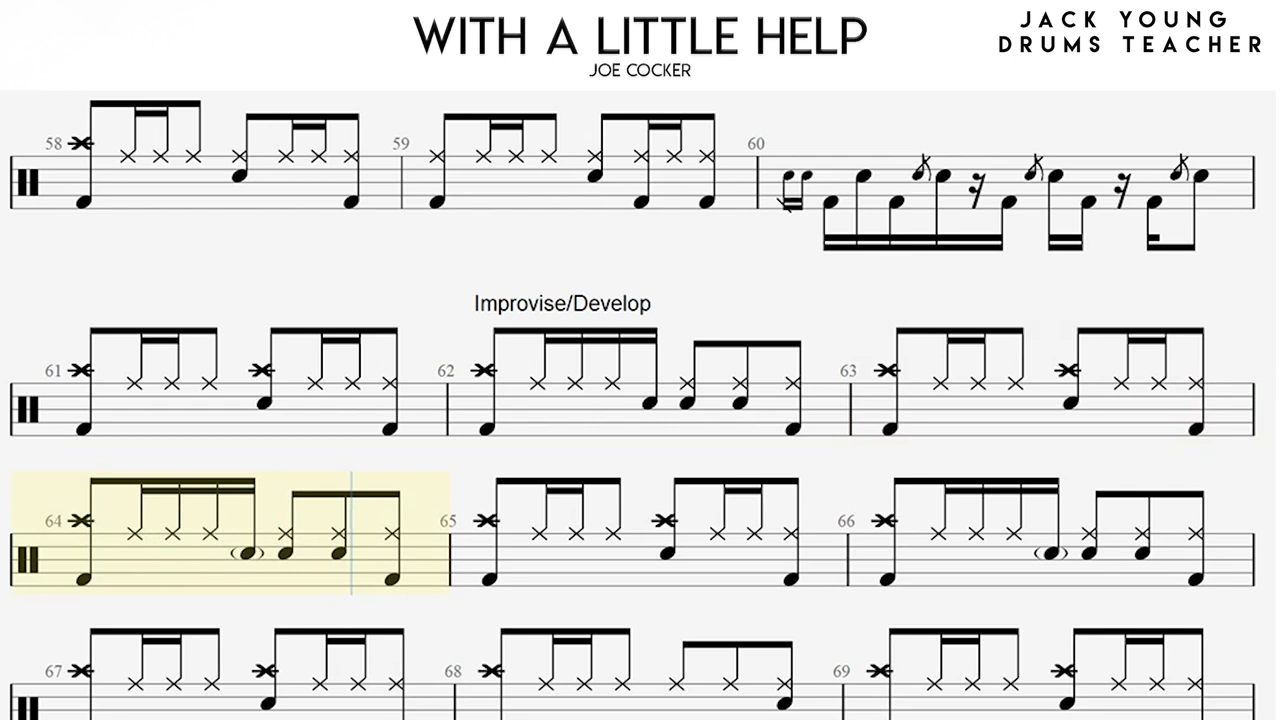 WITH A LITTLE HELP
JOE COCKER
JACK YOUNG
DRUMS TEACHER
58
59
60
Improvise/Develop
61
62
63
64
65
66
67
68
69